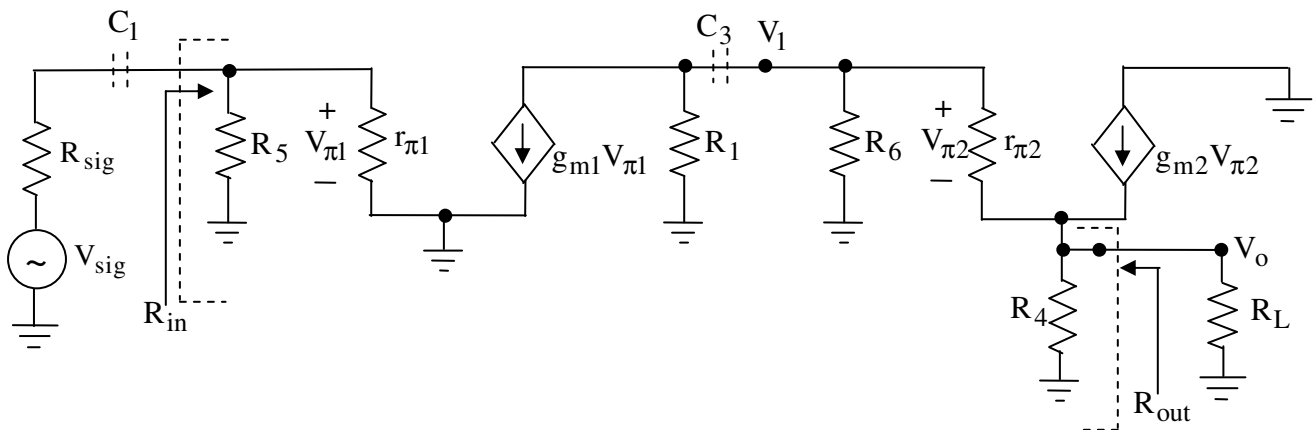 C1
C3
V1
+
Vπ1
−
rπ1
+
Vπ2
−
rπ2
Rsig
R5
gm1Vπ1
R1
R6
gm2Vπ2
~
Vsig
Vo
Rin
R4
RL
Rout